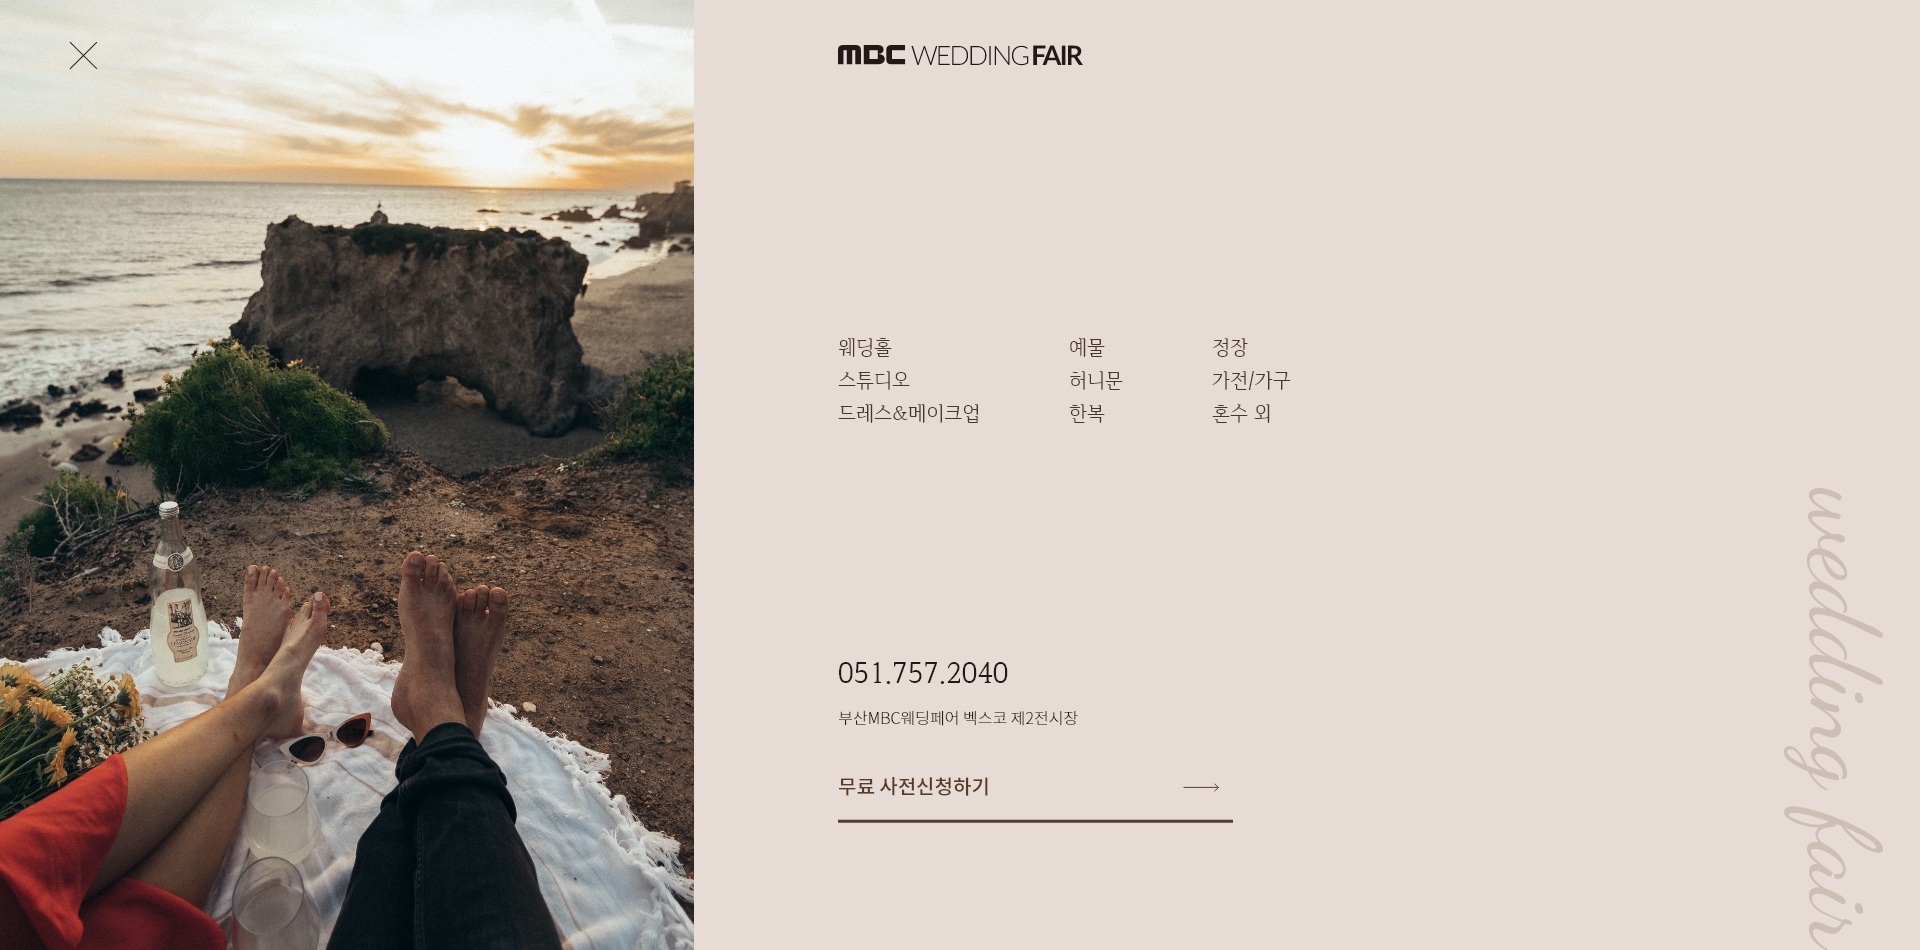 MBC WEDDING FAIR
웨딩홀
스튜디오
드레스&메이크업
예물
허니문
한복
정장
가전/가구
혼수 외
051.757.2040
부산MBC웨딩페어 벡스코 제2전시장
무료 사전신청하기
wedding fair